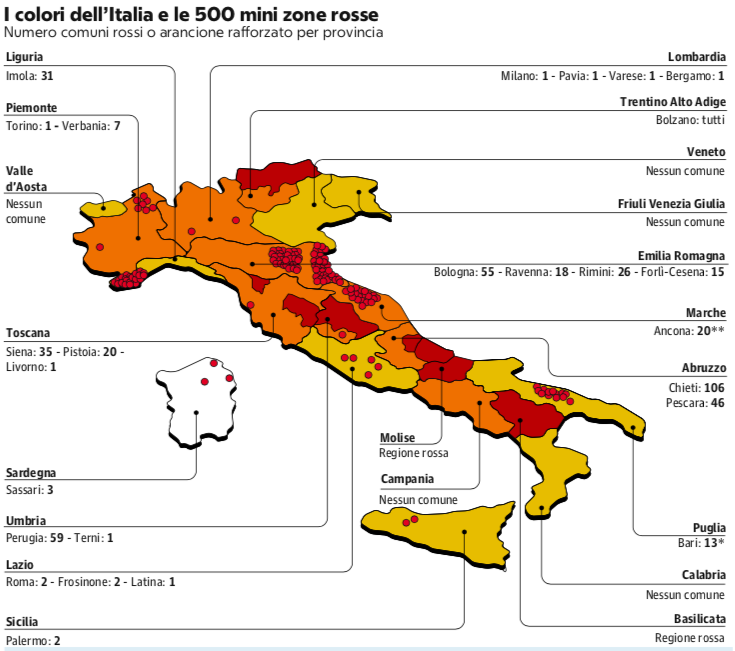 I colori dell’Italia e le 500 mini zone rosse
Numero comuni rossi o arancione rafforzato per provincia
Liguria
Imola: 31
Piemonte
Torino: 1 - Verbania: 7
Valle
d’Aosta
Nessun
comune
Toscana
Siena: 35 - Pistoia: 20 -
Livorno: 1
Sardegna
Sassari: 3
Umbria
Perugia: 59 - Terni: 1
Lazio
Roma: 2 - Frosinone: 2 - Latina: 1
Sicilia
Palermo: 2
Lombardia
Milano: 1 - Pavia: 1 - Varese: 1 - Bergamo: 1
Trentino Alto Adige
Bolzano: tutti
Veneto
Nessun comune
Friuli Venezia Giulia
Nessun comune
Emilia Romagna
Bologna: 55 - Ravenna: 18 - Rimini: 26 - Forlì-Cesena: 15
Marche
Ancona: 20**
Abruzzo
Chieti: 106
Pescara: 46
Molise
Regione rossa
Campania
Nessun comune
Puglia
Bari: 13*
Calabria
Nessun comune
Basilicata
Regione rossa